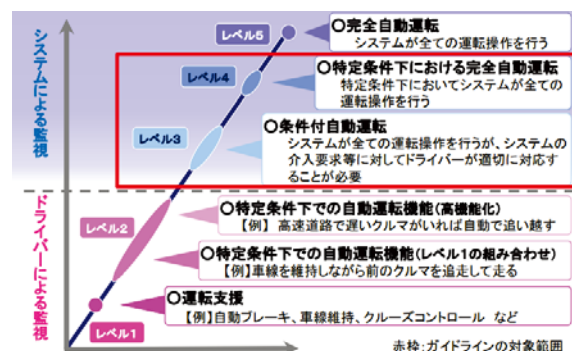 システムによる監視
ドライバーによる監視
レベル5
○完全自動運転
システムが全ての運転操作を行う
レベル4
○特定条件下における完全自動運転
特定条件下においてシステムが全ての
運転操作を行う
レベル3
○条件付自動運転
システムが全ての運転操作を行うが、システムの
介入要求等に対してドライバーが適切に対応す
ることが必要
レベル2
○特定条件下での自動運転機能(高機能化)
【例】 高速道路で遅いクルマがいれば自動で追い越す
○特定条件下での自動運転機能(レベル1の組み合わせ)
【例】車線を維持しながら前のクルマを追走して走る
レベル1
○運転支援
【例】自動ブレーキ、車線維持、クルーズコントロール など
赤枠:ガイドラインの対象範囲